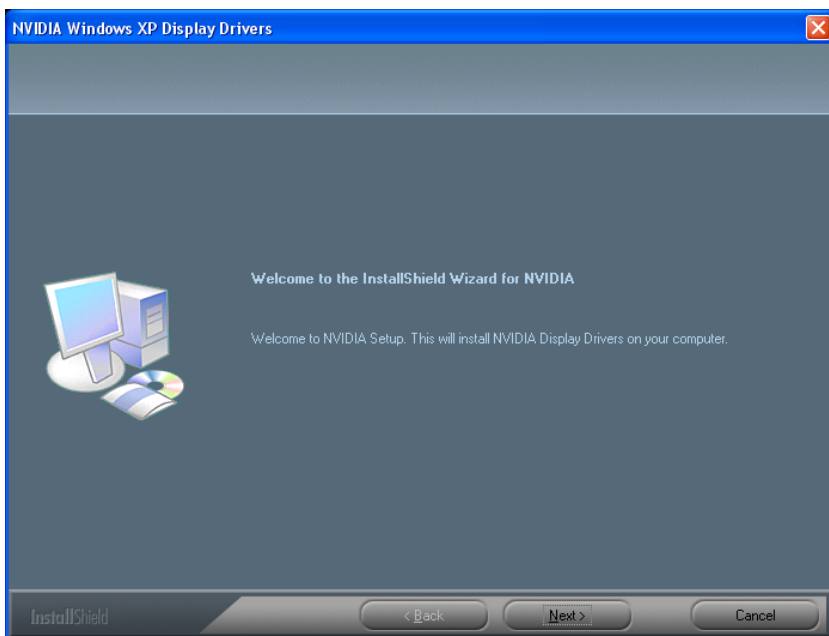 NVIDIA Windows XP Display Drivers
Welcome to the InstallShield Wizard for NVIDIA
Welcome to NVIDIA Setup. This will install NVIDIA Display Drivers on your computer.
InstallShield
< Back
Next >
Cancel